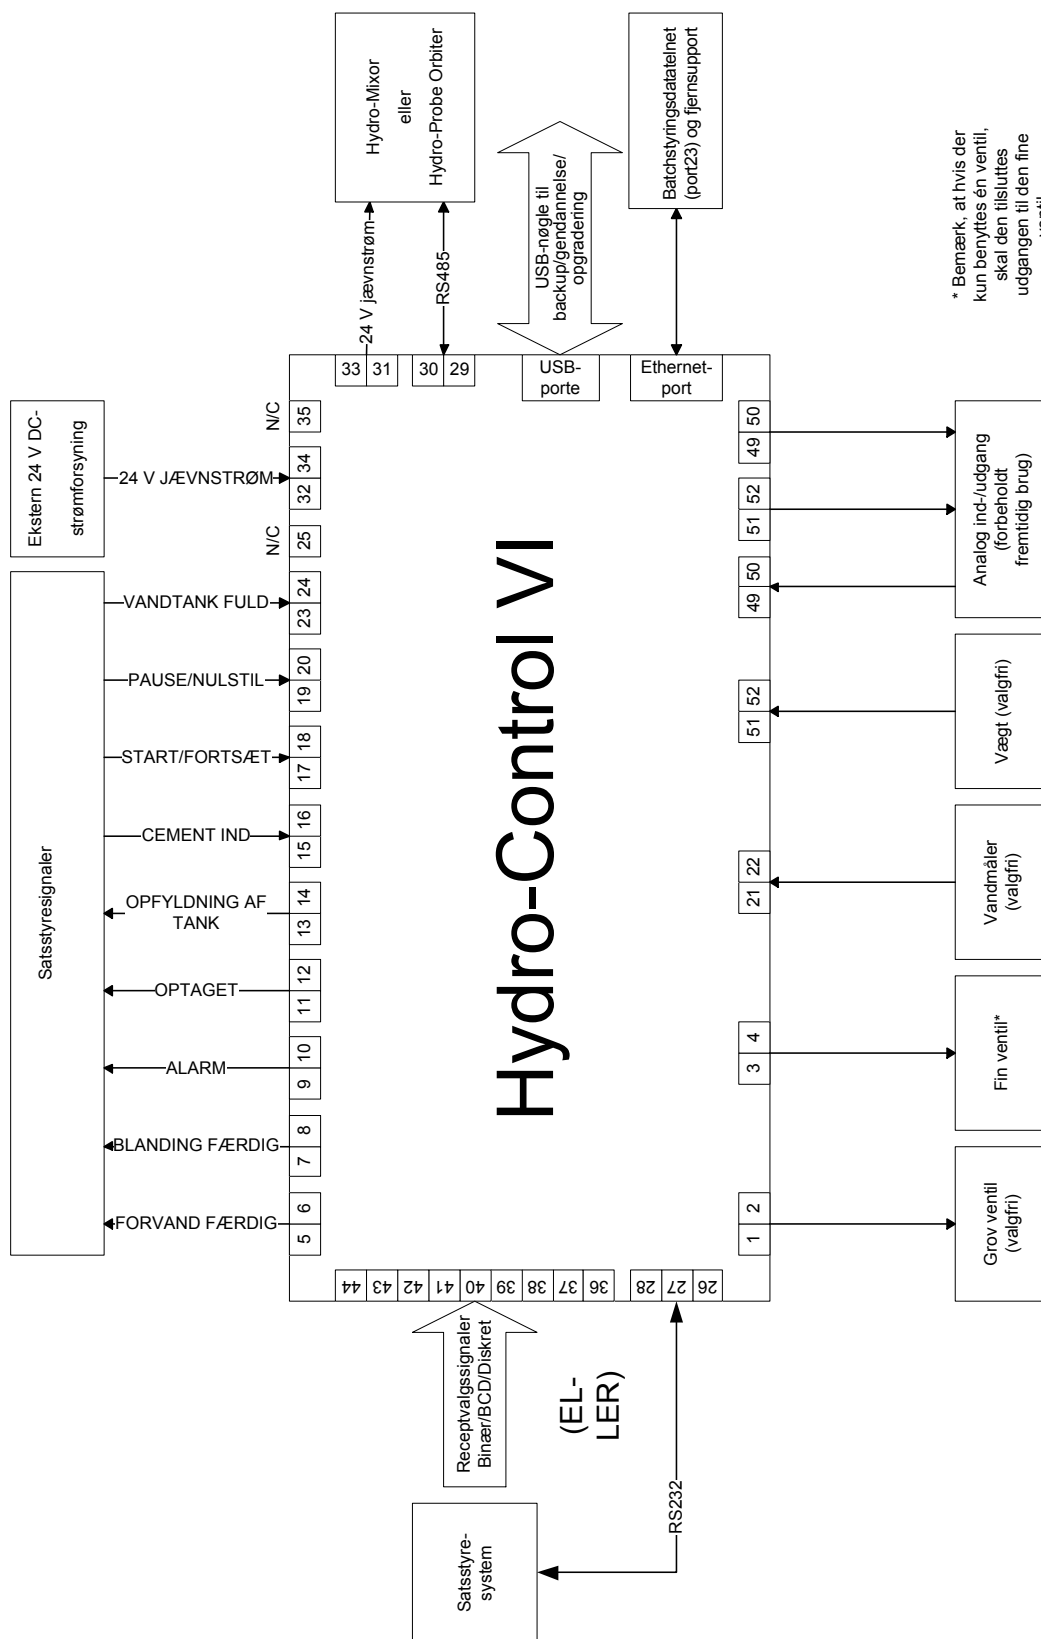 Ekstern 24 V DC-
strømforsyning
Satsstyresignaler
24 V JÆVNSTRØM
VANDTANK FULD
PAUSE/NULSTIL
START/FORTSÆT
CEMENT IND
OPFYLDNING AF
TANK
OPTAGET
ALARM
BLANDING FÆRDIG
FORVAND FÆRDIG
N/C
N/C
5 6
7 8
9 10
11 12
13 14
15 16
17 18
19 20
23 24
25
32 34
35
Hydro-Mixor
eller
Hydro-Probe Orbiter
24 V jævnstrøm
RS485
33
31
30
29
USB-nøgle til
backup/gendannelse/
opgradering
USB-
porte
Batchstyringsdatatelnet
(port23) og fjernsupport
Ethernet-
port
Hydro-Control VI
44
43
42
41
40
39
38
37
36
28
27
26
Receptvalgssignaler
Binær/BCD/Diskret
(EL-
LER)
RS232
Satsstyre-
system
1 2
3 4
21 22
51 52
49 50
51 52
49 50
Grov ventil
(valgfri)
Fin ventil*
Vandmåler
(valgfri)
Vægt (valgfri)
Analog ind-/udgang
(forbeholdt
fremtidig brug)
* Bemærk, at hvis der
kun benyttes én ventil,
skal den tilsluttes
udgangen til den fine